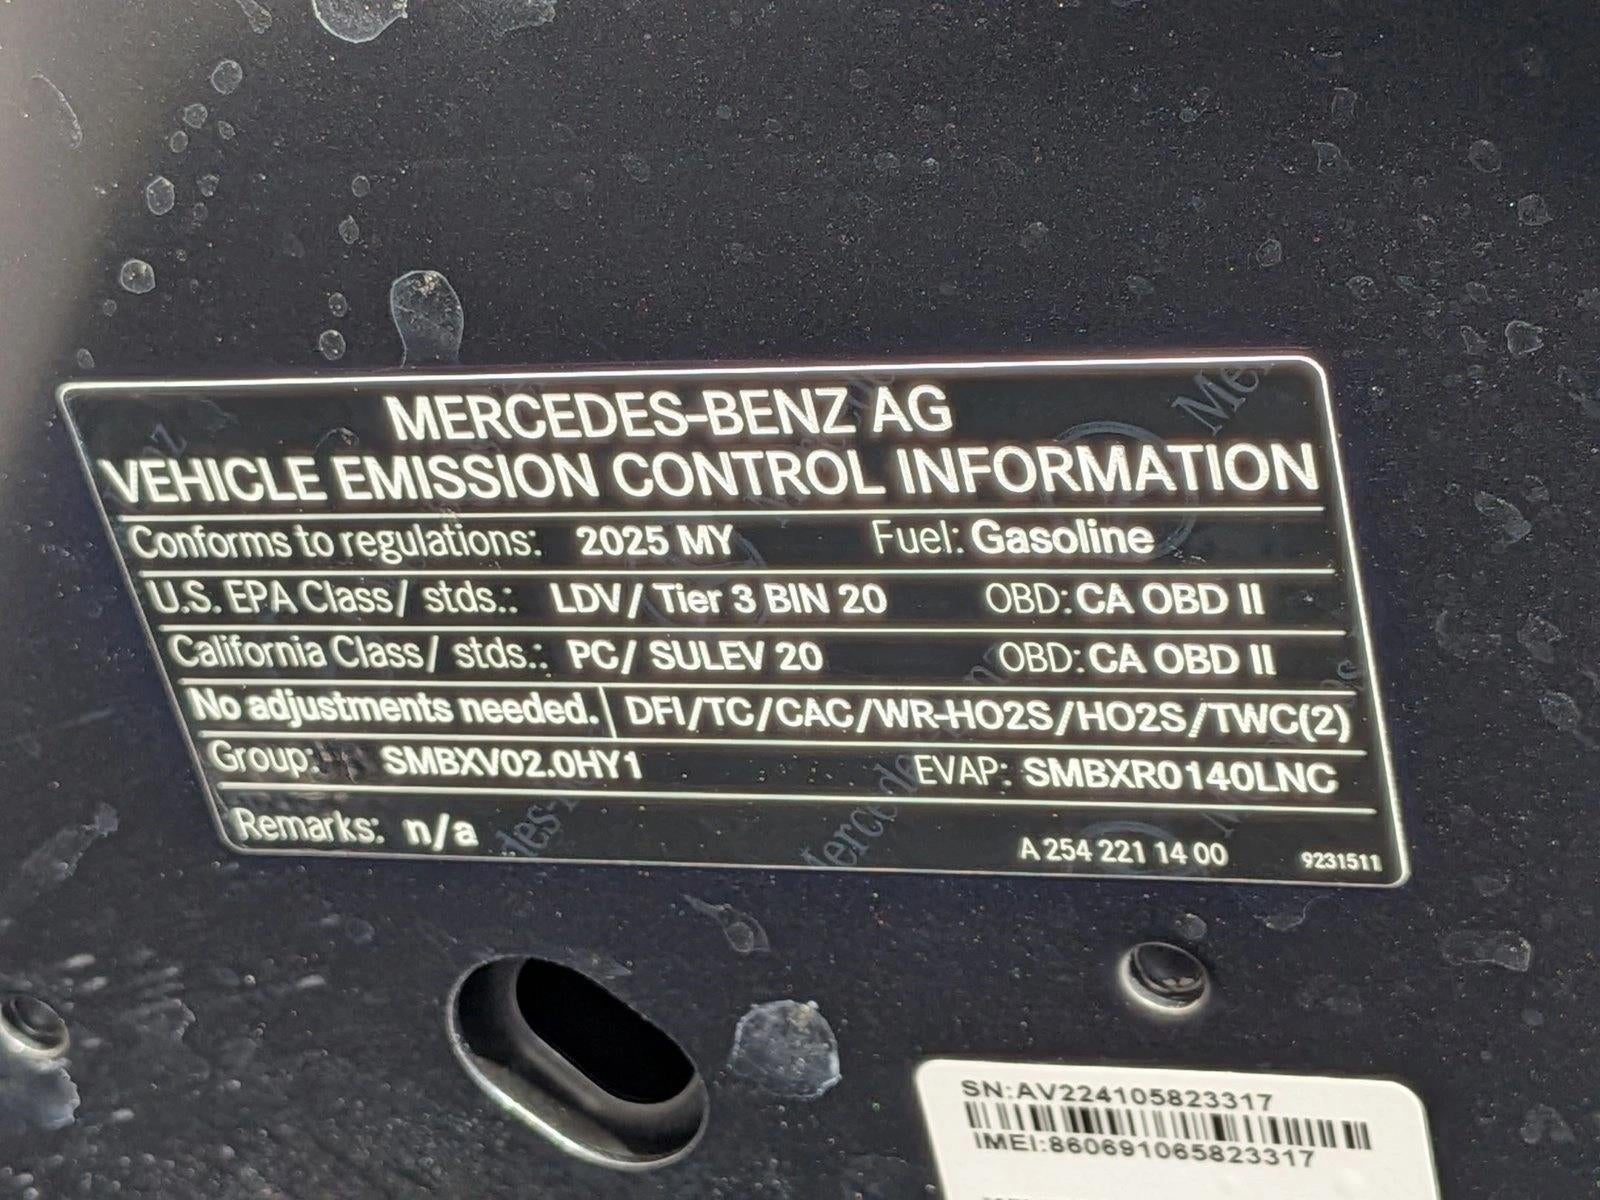 MERCEDES-BENZ AG
VEHICLE EMISSION CONTROL INFORMATION
Conforms to regulations: 2025 MY Fuel: Gasoline
U.S. EPA Class/ stds.: LDV/ Tier 3 BIN 20 OBD: CA OBD II
California Class/ stds.: PC/ SULEV 20 OBD: CA OBD II
No adjustments needed. DFI/TC/CAC/WR-HO2S/HO2S/TWC(2)
Group: SMBXV02.0HY1 EVAP: SMBXR0140LNC
Remarks: n/a
A 254 221 14 00 9231511
SN:AV224105823317
IMEI:860691065823317